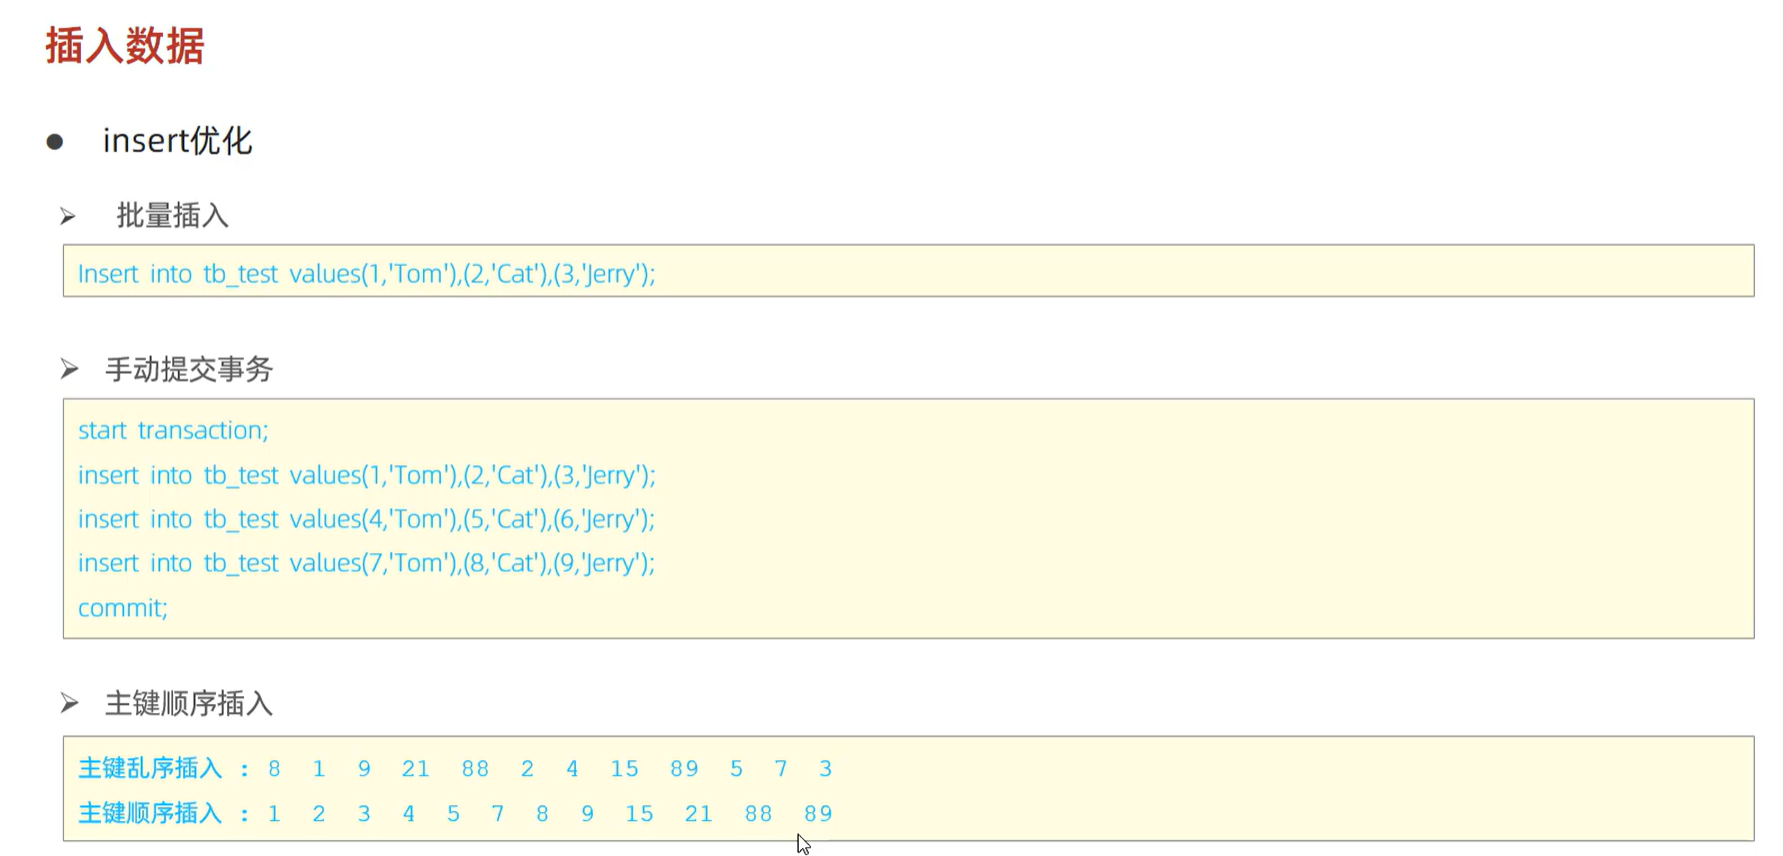 插入数据
insert优化
批量插入
Insert into tb_test values(1,'Tom'),(2,'Cat'),(3,'Jerry');
手动提交事务
start transaction;
insert into tb_test values(1,'Tom'),(2,'Cat'),(3,'Jerry');
insert into tb_test values(4,'Tom'),(5,'Cat'),(6,'Jerry');
insert into tb_test values(7,'Tom'),(8,'Cat'),(9,'Jerry');
commit;
主键顺序插入
主键乱序插入 : 8 1 9 21 88 2 4 15 89 5 7 3
主键顺序插入 : 1 2 3 4 5 7 8 9 15 21 88 89